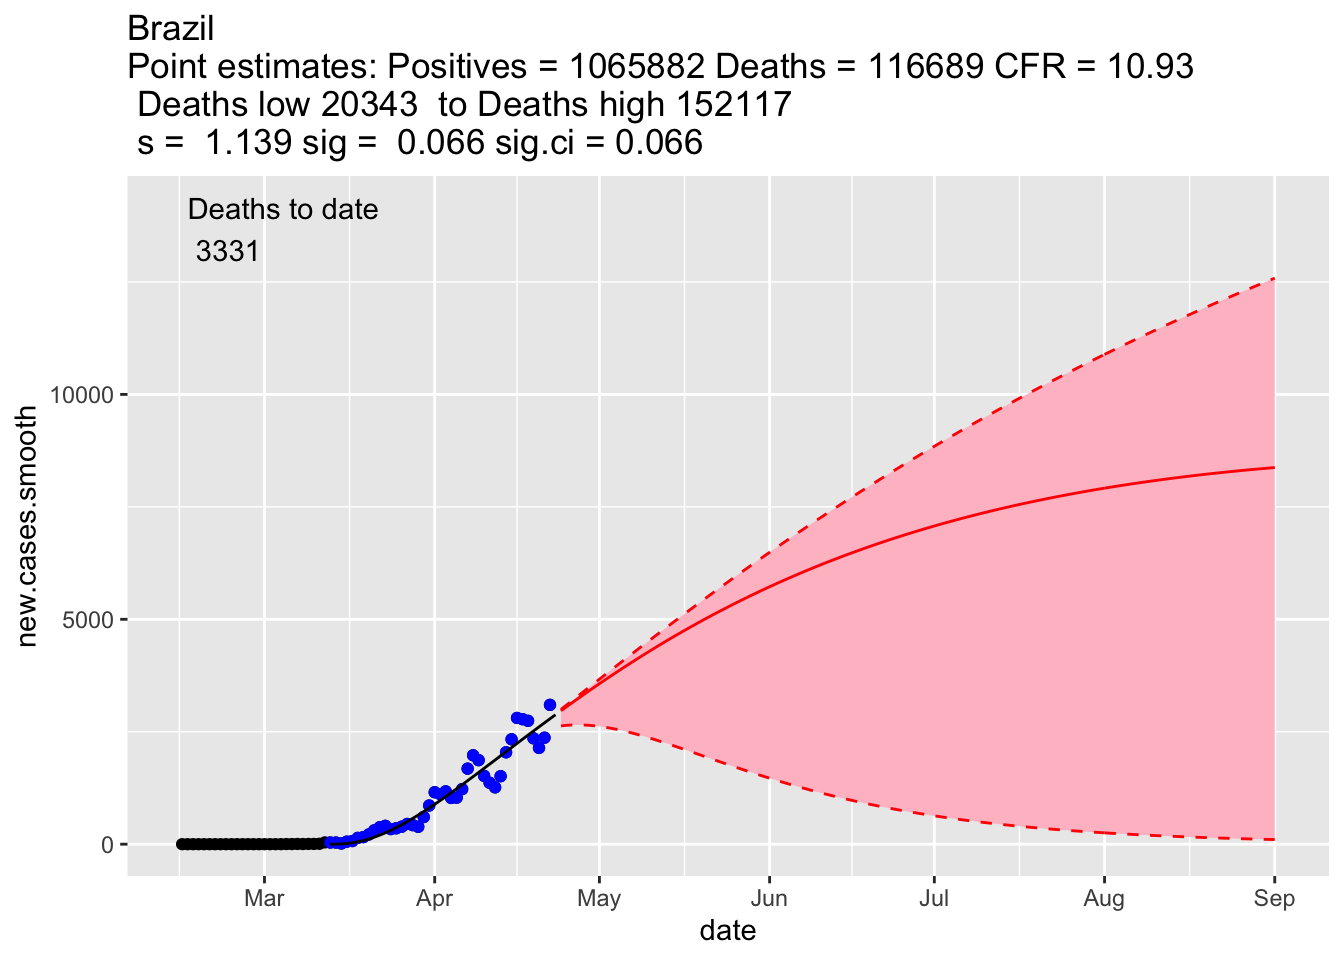 Brazil
Point estimates: Positives = 1065882 Deaths = 116689 CFR = 10.93
Deaths low 20343  to Deaths high 152117
s =  1.139 sig =  0.066 sig.ci = 0.066
Deaths to date
3331
10000
5000
0
new.cases.smooth
Mar Apr May Jun Jul Aug Sep
date